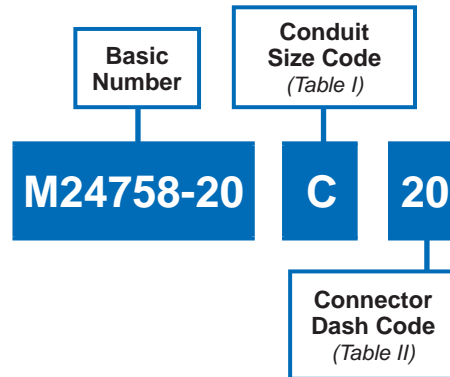 Basic
Number
Conduit
Size Code
(Table I)
M24758-20
C
20
Connector
Dash Code
(Table II)